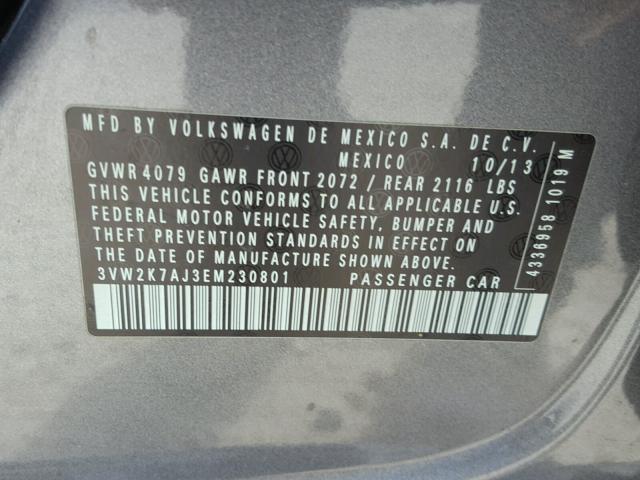 MFD BY VOLKSWAGEN DE MEXICO S.A. DE C.V.
MEXICO 10/13
GVWR 4079 GAWR FRONT 2072 / REAR 2116 LBS
THIS VEHICLE CONFORMS TO ALL APPLICABLE U.S.
FEDERAL MOTOR VEHICLE SAFETY, BUMPER AND
THEFT PREVENTION STANDARDS IN EFFECT ON
THE DATE OF MANUFACTURE SHOWN ABOVE.
3VW2K7AJ3EM230801 PASSENGER CAR
4336958 1019 M